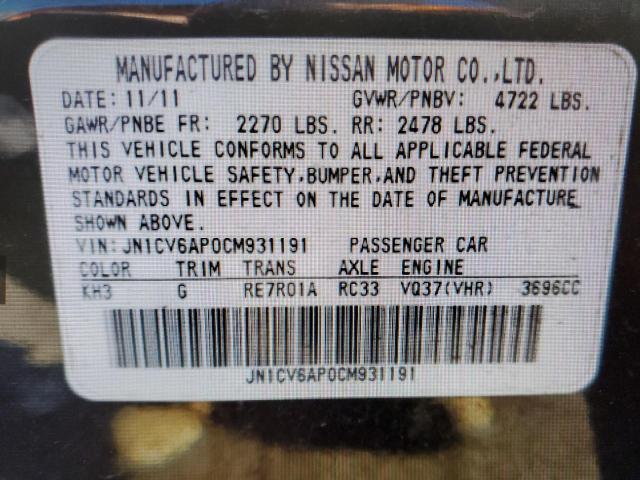 MANUFACTURED BY NISSAN MOTOR CO.,LTD.
DATE: 11/11 GVWR/PNBV: 4722 LBS.
GAWR/PNBE FR: 2270 LBS. RR: 2478 LBS.
THIS VEHICLE CONFORMS TO ALL APPLICABLE FEDERAL
MOTOR VEHICLE SAFETY,BUMPER,AND THEFT PREVENTION
STANDARDS IN EFFECT ON THE DATE OF MANUFACTURE
SHOWN ABOVE.
VIN: JN1CV6AP0CM931191 PASSENGER CAR
COLOR TRIM TRANS AXLE ENGINE
KH3 G RE7R01A RC33 VQ37(VHR) 3696CC
JN1CV6AP0CM931191